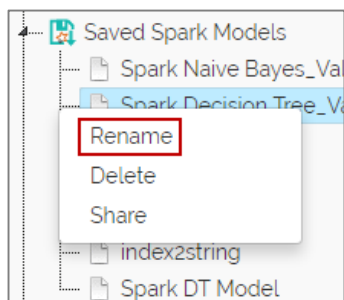 Saved Spark Models
Spark Naive Bayes_Val
Spark Decision Tree_Va
Rename
Delete
Share
index2string
Spark DT Model